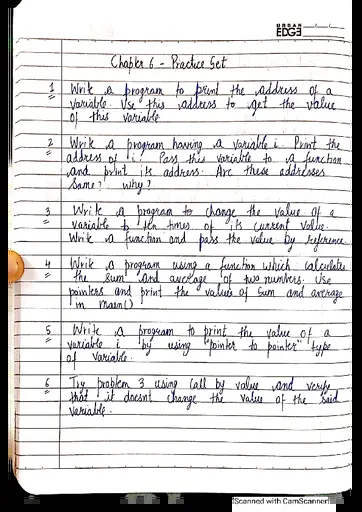 URBAN
EDGE
Chapter 6 - Practice Set
1 Write a program to print the address of a
variable. Use this address to get the value
of this variable.
2 Write a program having a variable i. Print the
address of i. Pass this variable to a function
and print its address. Are these addresses
same? why?
3 Write a program to change the value of a
variable to ten times of its current value.
Write a function and pass the value by reference.
4 Write a program using a function which calculates
the sum and average of two numbers. Use
pointers and print the values of sum and average
in main()
5 Write a program to print the value of a
variable i by using "pointer to pointer" type
of variable.
6 Try problem 3 using call by value and verify
that it doesnt change the value of the said
variable.
Scanned with CamScanner